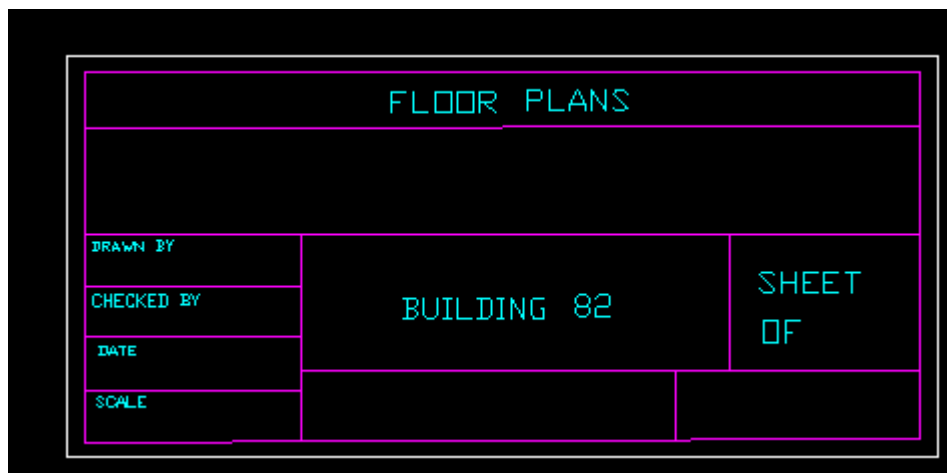 FLOOR PLANS
DRAWN BY
CHECKED BY
DATE
SCALE
BUILDING 82
SHEET
OF